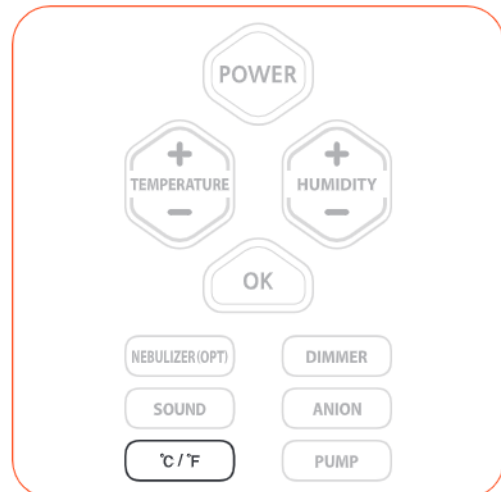 POWER
+ +
TEMPERATURE HUMIDITY
− −
OK
NEBULIZER(OPT) DIMMER
SOUND ANION
℃ / ℉ PUMP